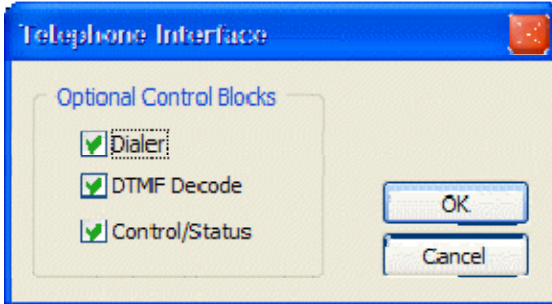 Telephone Interface
Optional Control Blocks
Dialer
DTMF Decode
Control/Status
OK
Cancel